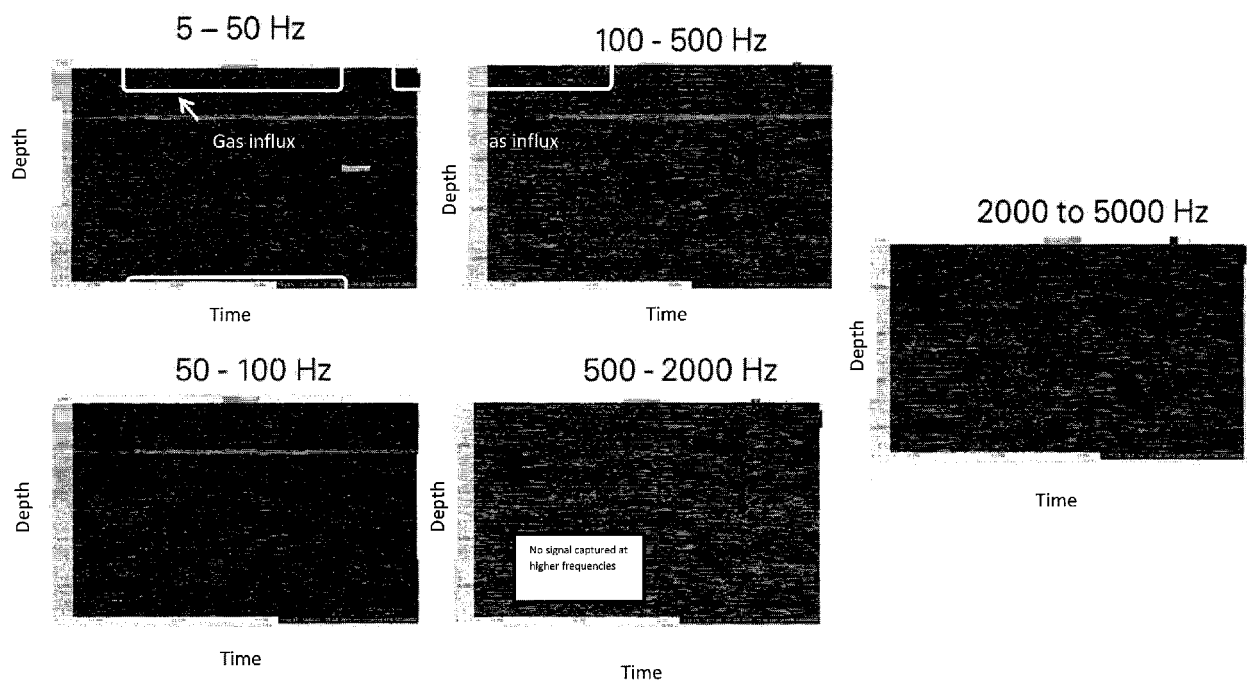 5 – 50 Hz
Depth
Gas influx
Time
100 - 500 Hz
Depth
as influx
Time
2000 to 5000 Hz
Depth
Time
50 - 100 Hz
Depth
Time
500 - 2000 Hz
Depth
No signal captured at
higher frequencies
Time